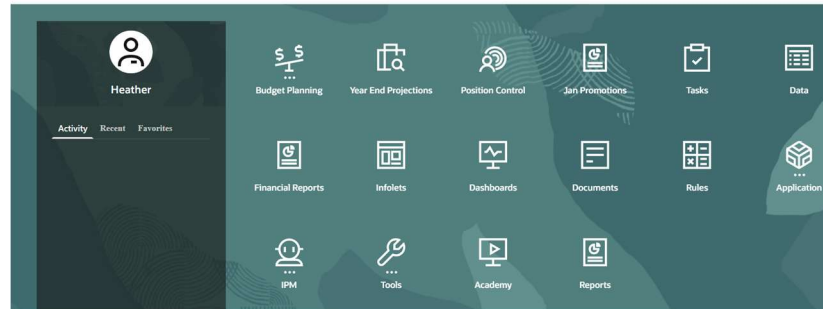 Heather
Activity Recent Favorites
Budget Planning Year End Projections Position Control Jan Promotions Tasks Data
Financial Reports Infolets Dashboards Documents Rules Application
IPM Tools Academy Reports